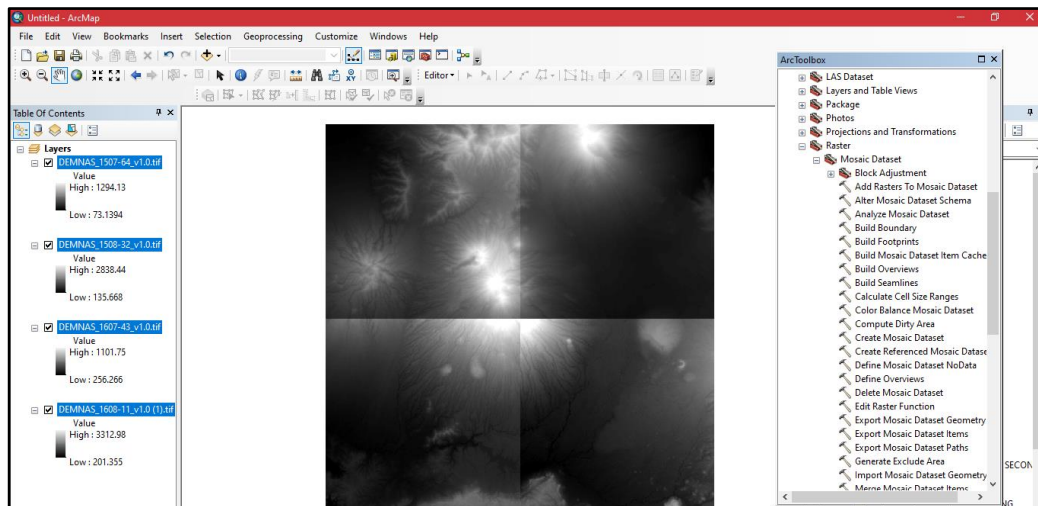 Untitled - ArcMap
File Edit View Bookmarks Insert Selection Geoprocessing Customize Windows Help
Editor
Table Of Contents
Layers
DEMNAS_1507-64_v1.0.tif
Value
High : 1294.13
Low : 73.1394
DEMNAS_1508-32_v1.0.tif
Value
High : 2838.44
Low : 135.668
DEMNAS_1607-43_v1.0.tif
Value
High : 1101.75
Low : 256.266
DEMNAS_1608-11_v1.0 (1).tif
Value
High : 3312.98
Low : 201.355
ArcToolbox
LAS Dataset
Layers and Table Views
Package
Photos
Projections and Transformations
Raster
Mosaic Dataset
Block Adjustment
Add Rasters To Mosaic Dataset
Alter Mosaic Dataset Schema
Analyze Mosaic Dataset
Build Boundary
Build Footprints
Build Mosaic Dataset Item Cache
Build Overviews
Build Seamlines
Calculate Cell Size Ranges
Color Balance Mosaic Dataset
Compute Dirty Area
Create Mosaic Dataset
Create Referenced Mosaic Datase
Define Mosaic Dataset NoData
Define Overviews
Delete Mosaic Dataset
Edit Raster Function
Export Mosaic Dataset Geometry
Export Mosaic Dataset Items
Export Mosaic Dataset Paths
Generate Exclude Area
Import Mosaic Dataset Geometry
Merge Mosaic Dataset Items
SECON
NG